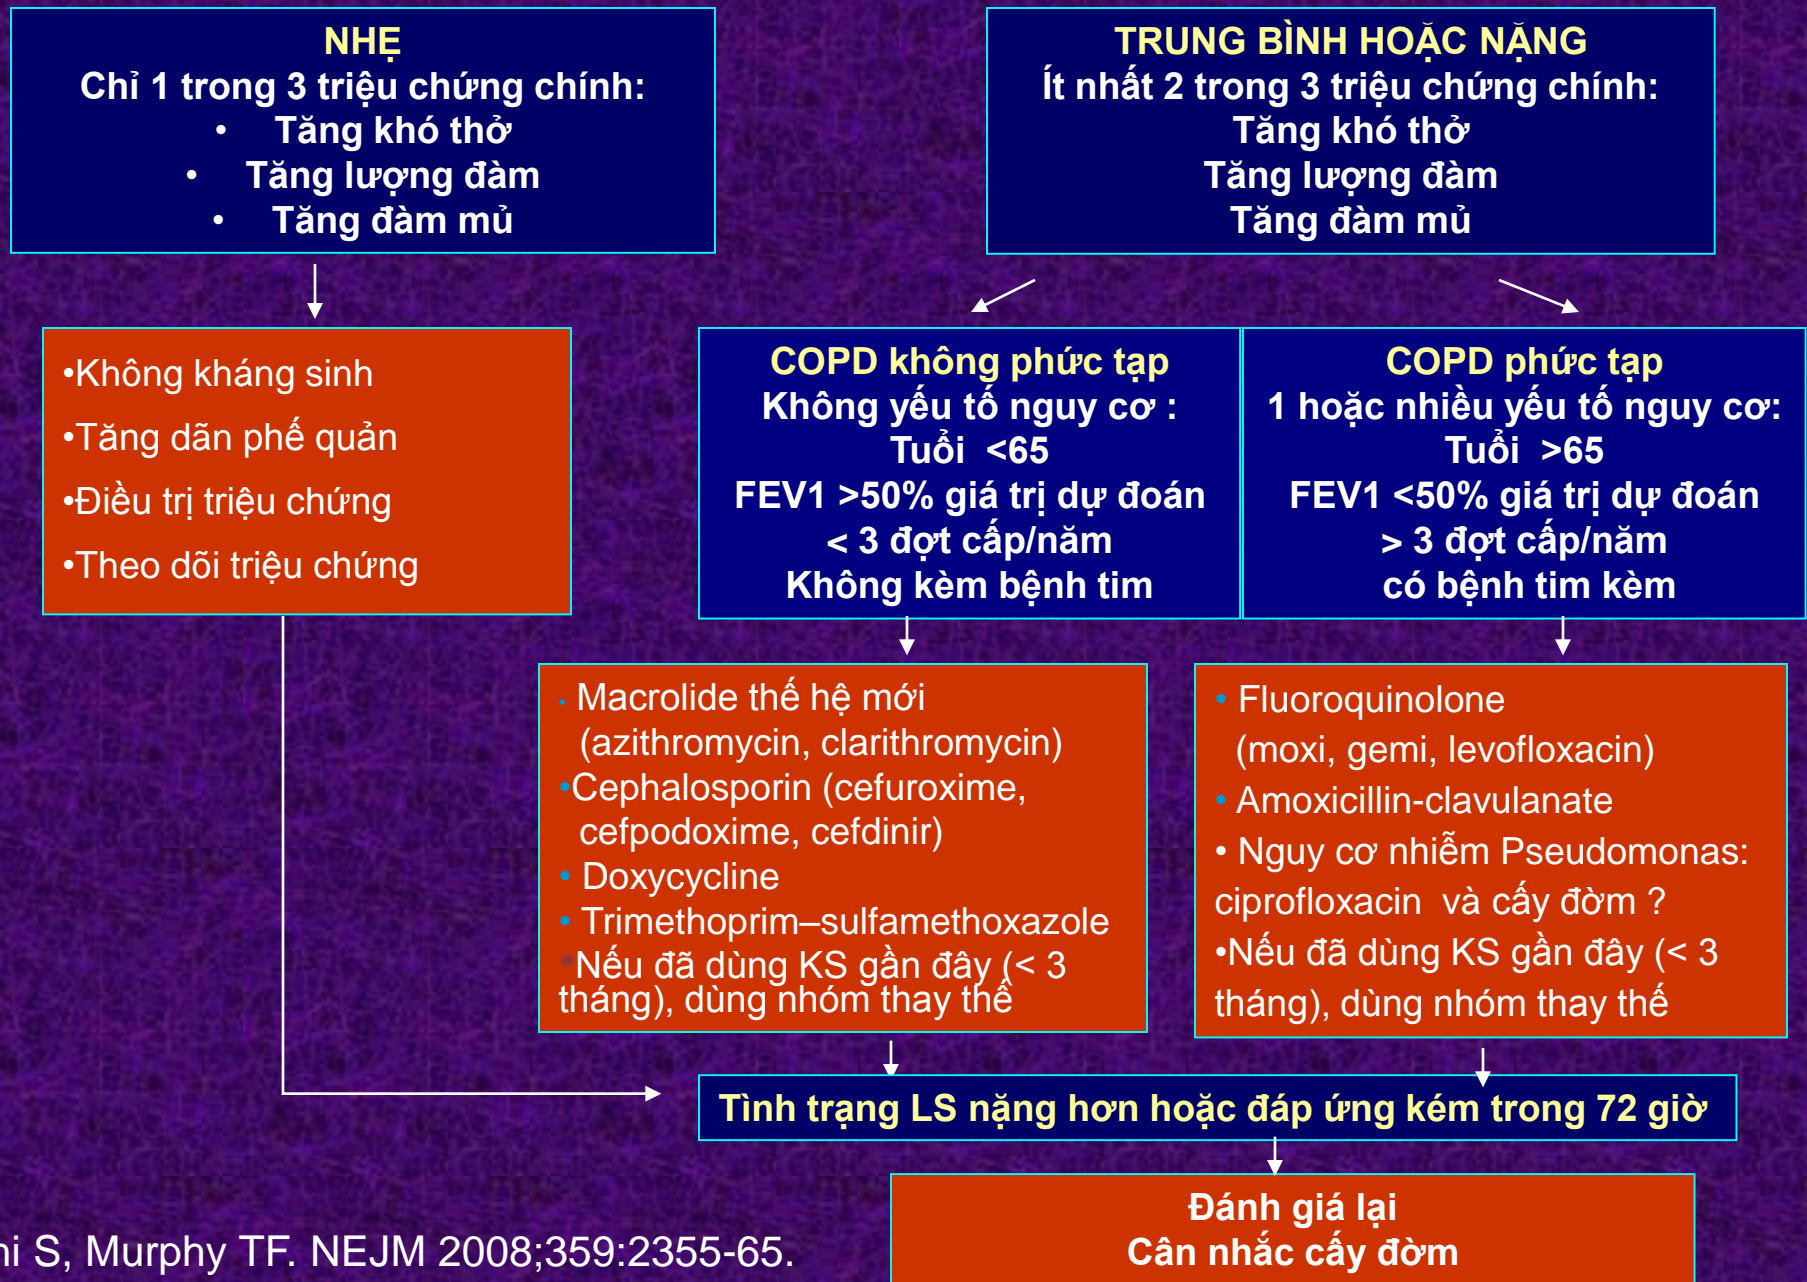 NHẸ
Chỉ 1 trong 3 triệu chứng chính:
• Tăng khó thở
• Tăng lượng đàm
• Tăng đàm mủ
TRUNG BÌNH HOẶC NẶNG
Ít nhất 2 trong 3 triệu chứng chính:
Tăng khó thở
Tăng lượng đàm
Tăng đàm mủ
•Không kháng sinh
•Tăng dãn phế quản
•Điều trị triệu chứng
•Theo dõi triệu chứng
COPD không phức tạp
Không yếu tố nguy cơ :
Tuổi <65
FEV1 >50% giá trị dự đoán
< 3 đợt cấp/năm
Không kèm bệnh tim
COPD phức tạp
1 hoặc nhiều yếu tố nguy cơ:
Tuổi >65
FEV1 <50% giá trị dự đoán
> 3 đợt cấp/năm
có bệnh tim kèm
• Macrolide thế hệ mới
(azithromycin, clarithromycin)
•Cephalosporin (cefuroxime,
cefpodoxime, cefdinir)
• Doxycycline
• Trimethoprim–sulfamethoxazole
•Nếu đã dùng KS gần đây (< 3
tháng), dùng nhóm thay thế
• Fluoroquinolone
(moxi, gemi, levofloxacin)
• Amoxicillin-clavulanate
• Nguy cơ nhiễm Pseudomonas:
ciprofloxacin và cấy đờm ?
•Nếu đã dùng KS gần đây (< 3
tháng), dùng nhóm thay thế
Tình trạng LS nặng hơn hoặc đáp ứng kém trong 72 giờ
Đánh giá lại
Cân nhắc cấy đờm
S, Murphy TF. NEJM 2008;359:2355-65.